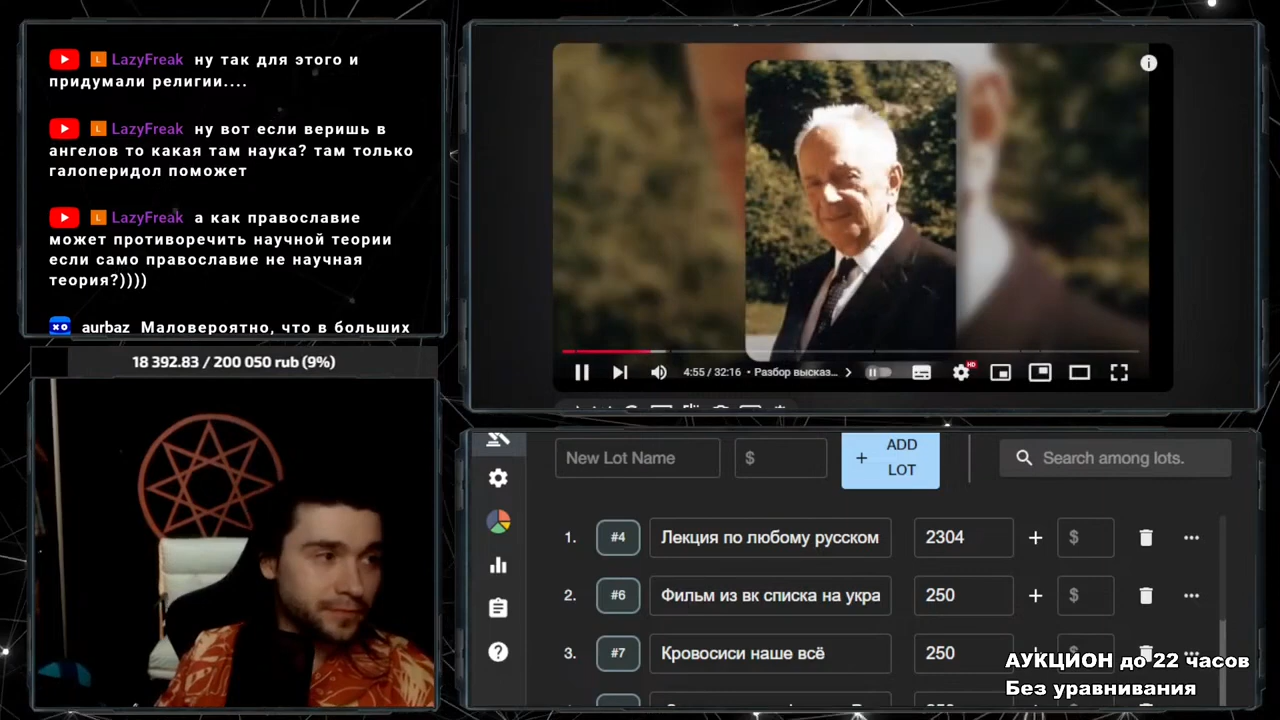 LazyFreak ну так для этого и
придумали религии....
LazyFreak ну вот если веришь в
ангелов то какая там наука? там только
галоперидол поможет
LazyFreak а как православие
может противоречить научной теории
если само православие не научная
теория?))))
aurbaz Маловероятно, что в больших
18 392.83 / 200 050 rub (9%)
4:55 / 32:16 • Разбор выказ...
HD
New Lot Name
$
+ ADD
LOT
Search among lots.
1. #4 Лекция по любому русском 2304 + $
2. #6 Фильм из вк списка на укра 250 + $
3. #7 Кровосиси наше всё 250
АУКЦИОН до 22 часов
Без уравнивания